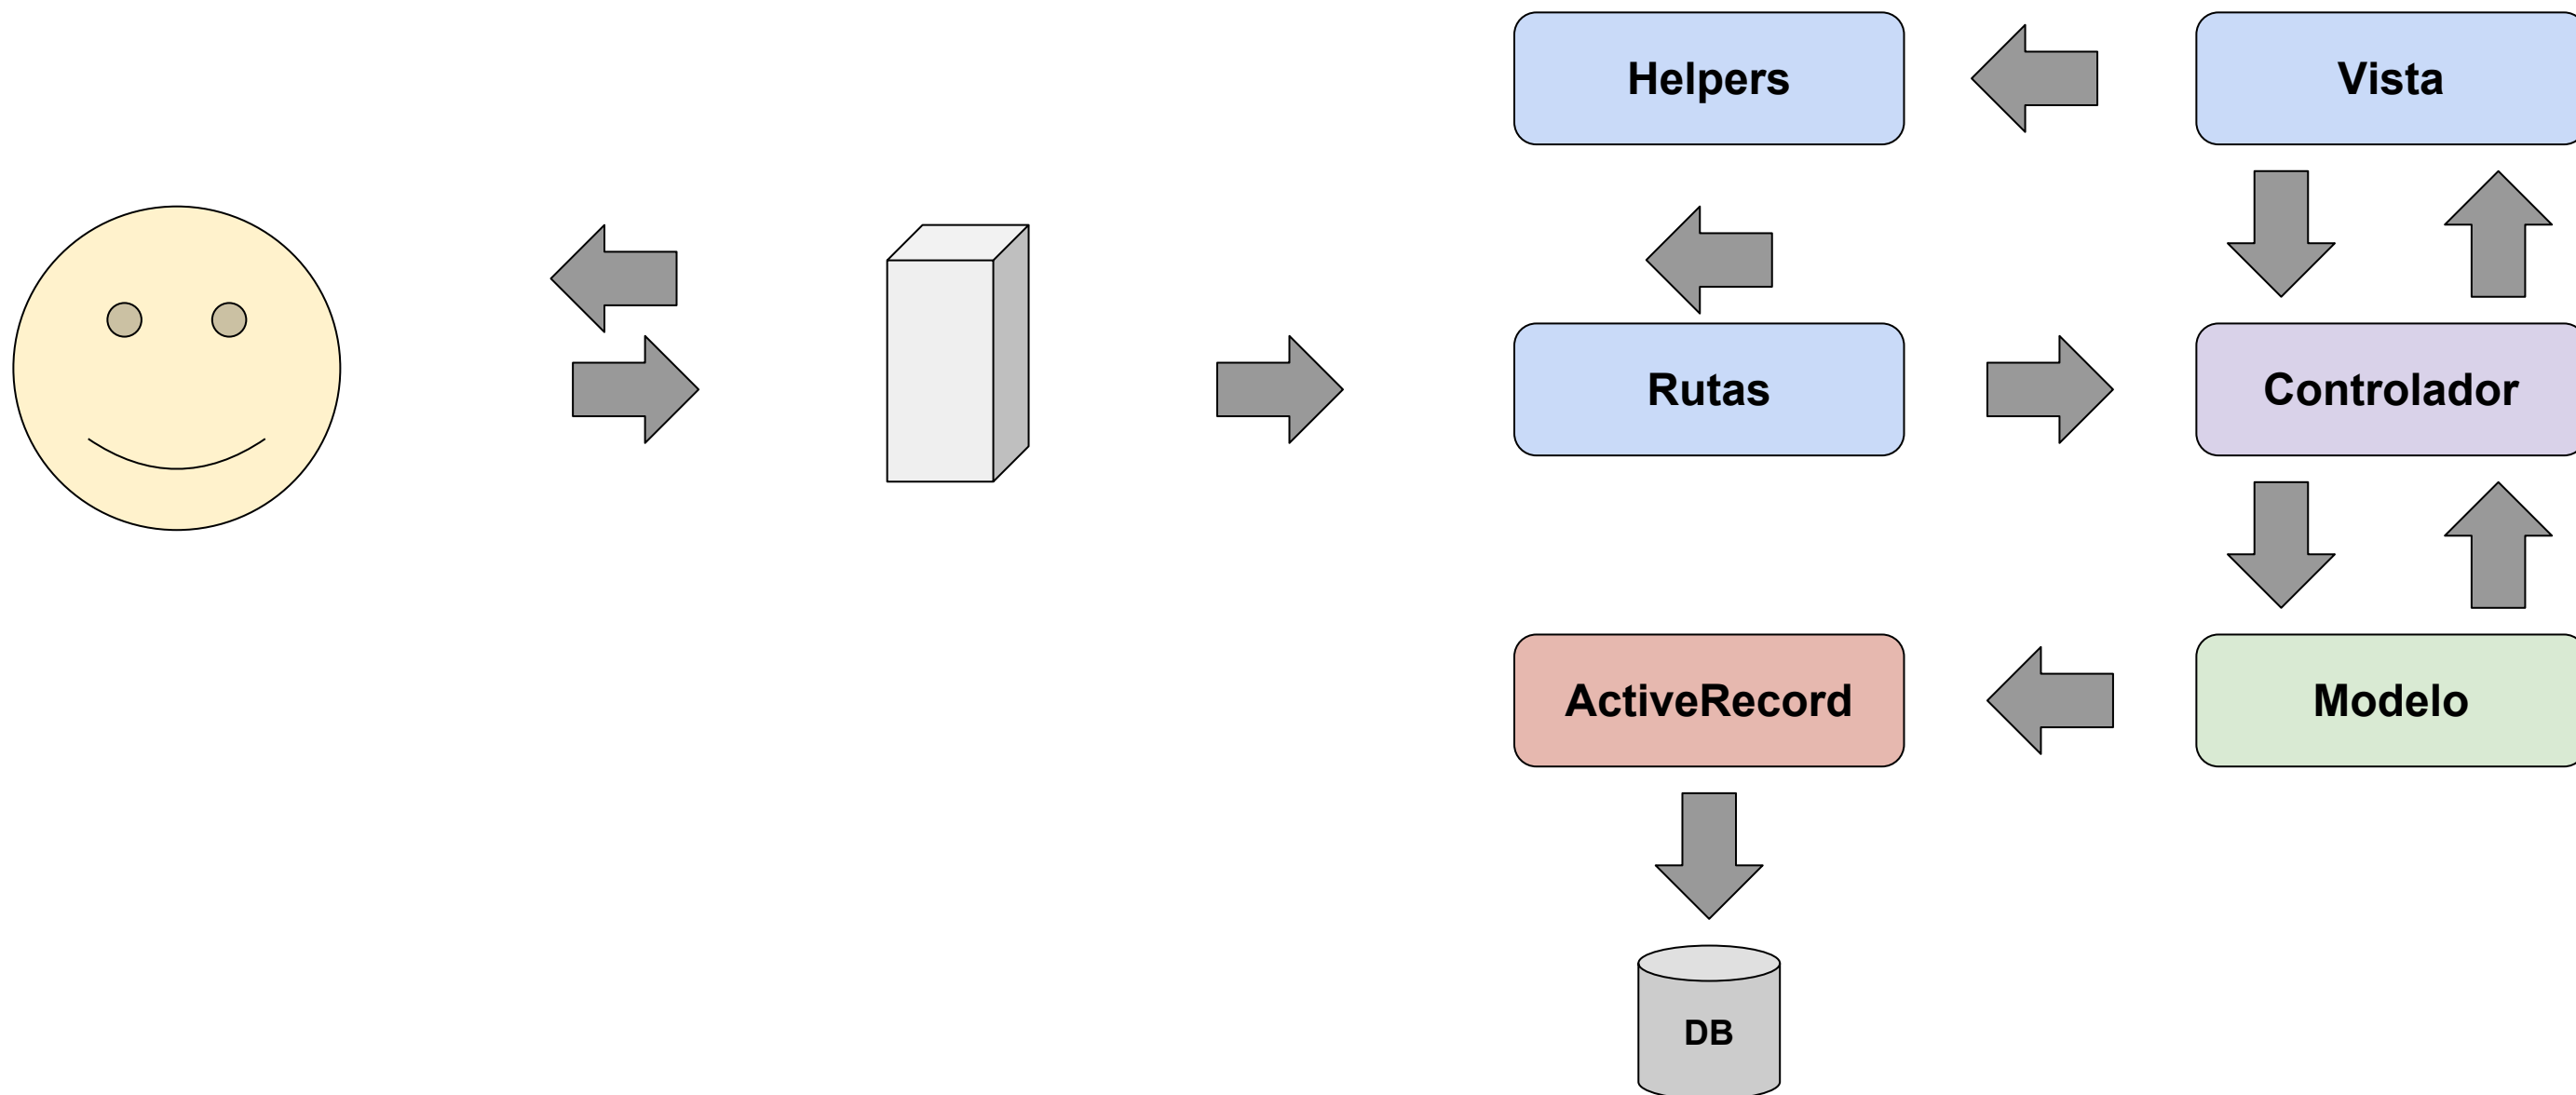 Helpers
Vista
Rutas
Controlador
ActiveRecord
Modelo
DB